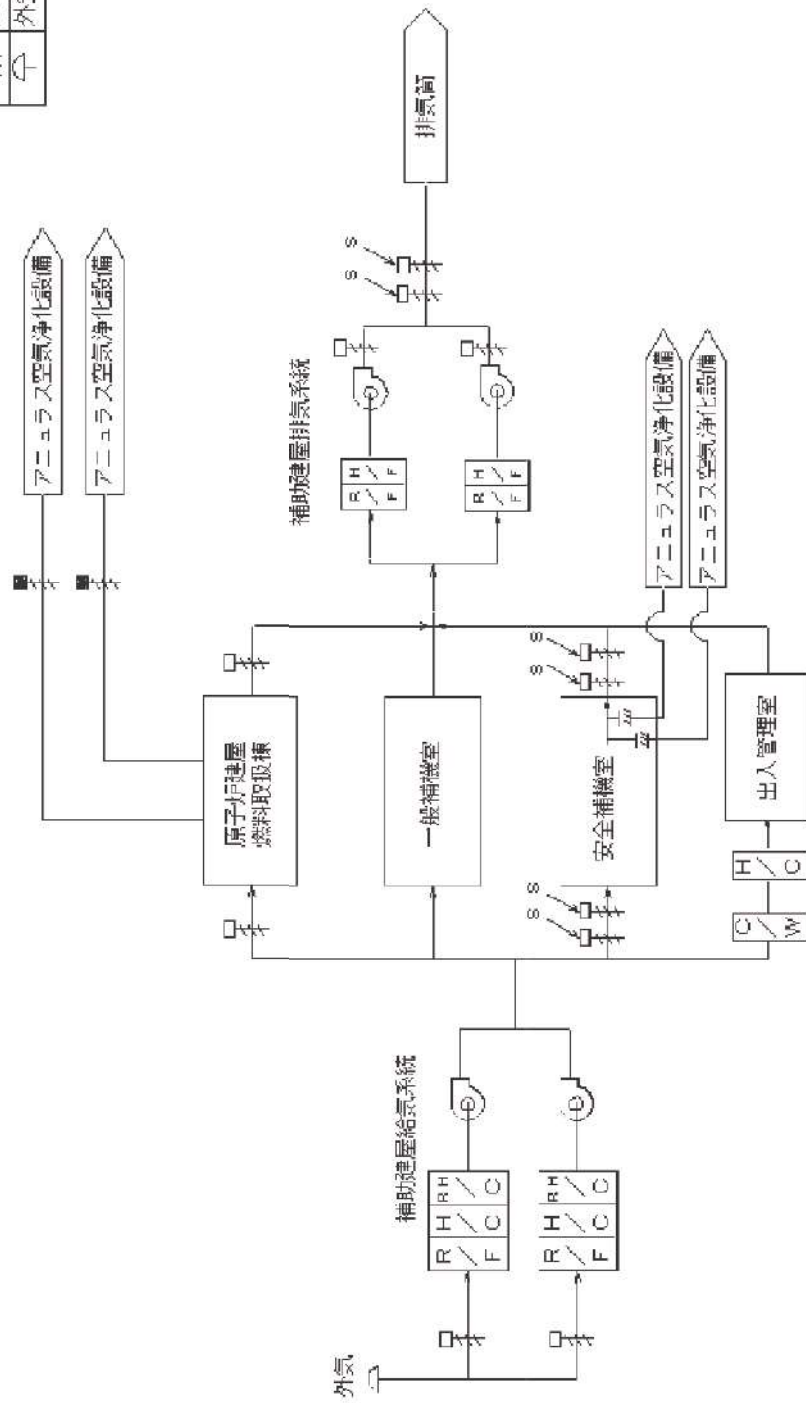 外気
補助建屋給気系統
R/F
H/C
RH/C
R/F
H/C
RH/C
原子炉建屋
燃料取扱棟
一般補機室
S
S
安全補機室
S
S
C/W
H/C
出入管理室
アニュラス空気浄化設備
アニュラス空気浄化設備
アニュラス空気浄化設備
アニュラス空気浄化設備
補助建屋排気系統
R/F
H/F
R/F
H/F
S
S
排気筒